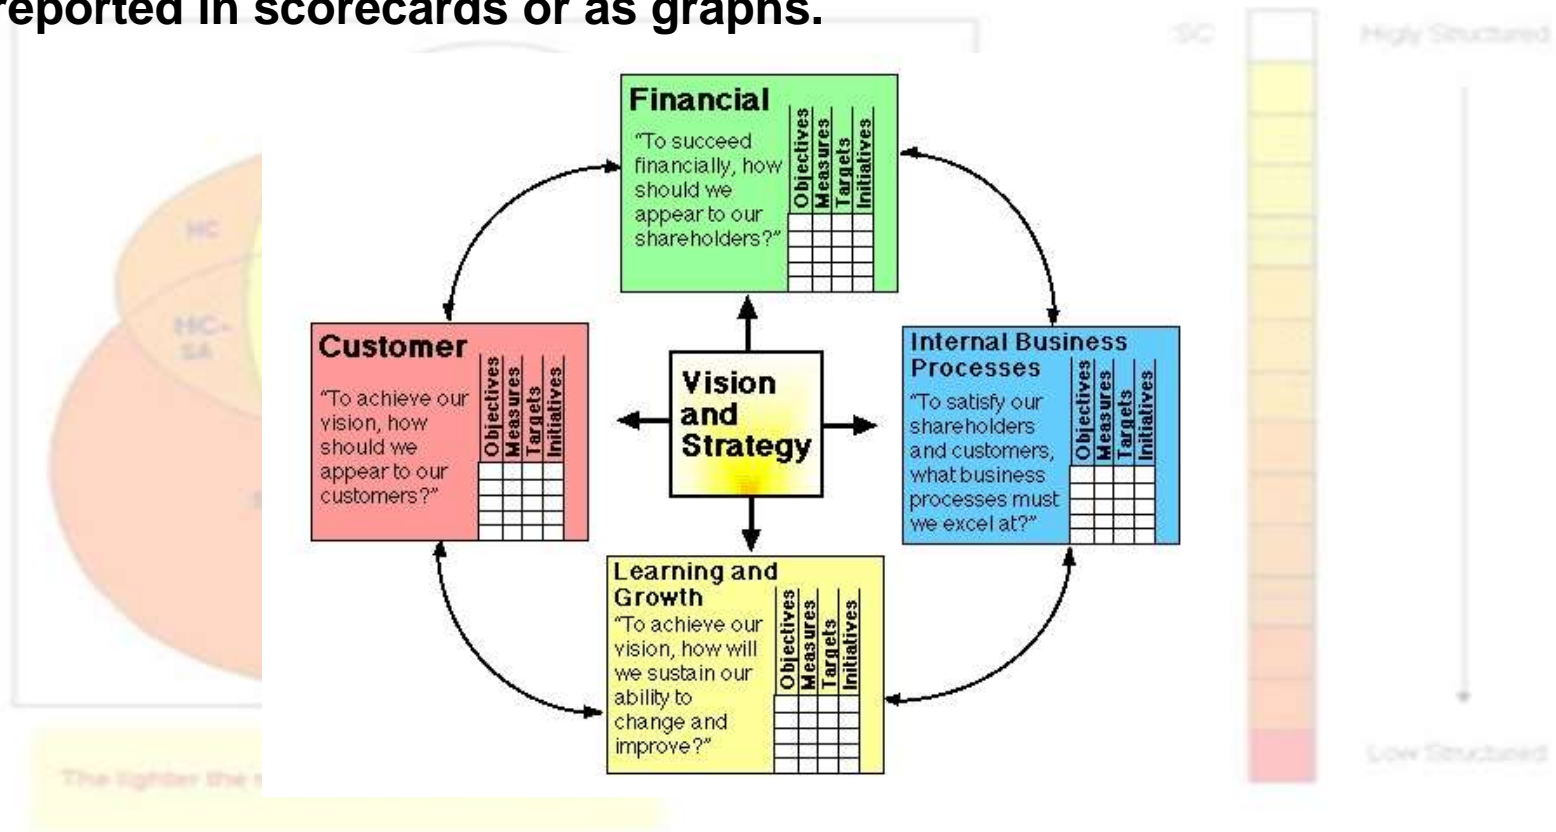 reported in scorecards or as graphs.
SC
Higly Structured
Financial
"To succeed
financially, how
should we
appear to our
shareholders?"
Objectives
Measures
Targets
Initiatives
HC
HC-
SA
Customer
"To achieve our
vision, how
should we
appear to our
customers?"
Objectives
Measures
Targets
Initiatives
Vision
and
Strategy
Internal Business
Processes
"To satisfy our
shareholders
and customers,
what business
processes must
we excel at?"
Objectives
Measures
Targets
Initiatives
Learning and
Growth
"To achieve our
vision, how will
we sustain our
ability to
change and
improve?"
Objectives
Measures
Targets
Initiatives
Low Structured
The lighter the